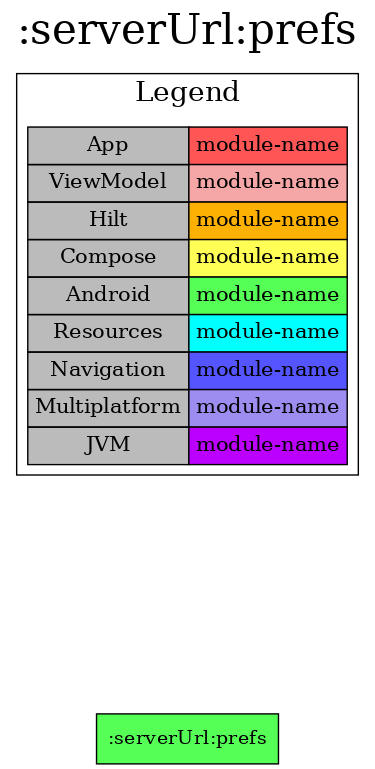 :serverUrl:prefs
Legend
App module-name
ViewModel module-name
Hilt module-name
Compose module-name
Android module-name
Resources module-name
Navigation module-name
Multiplatform module-name
JVM module-name
:serverUrl:prefs